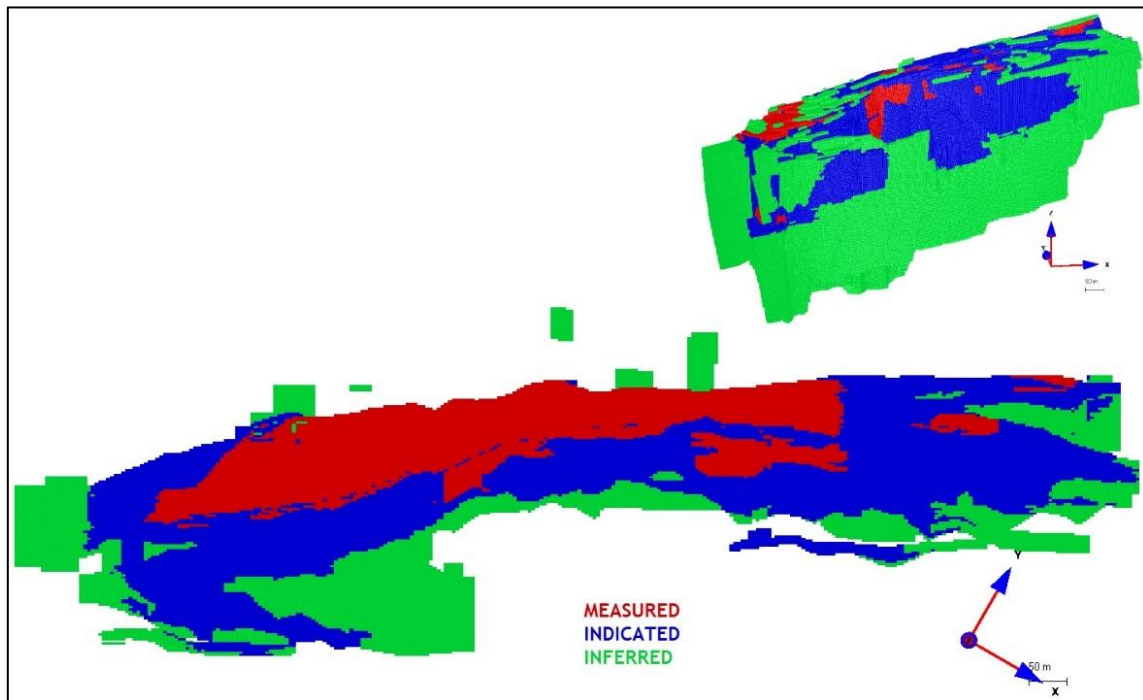 Z
Y
X
50 m
MEASURED
INDICATED
INFERRED
Y
50 m
X